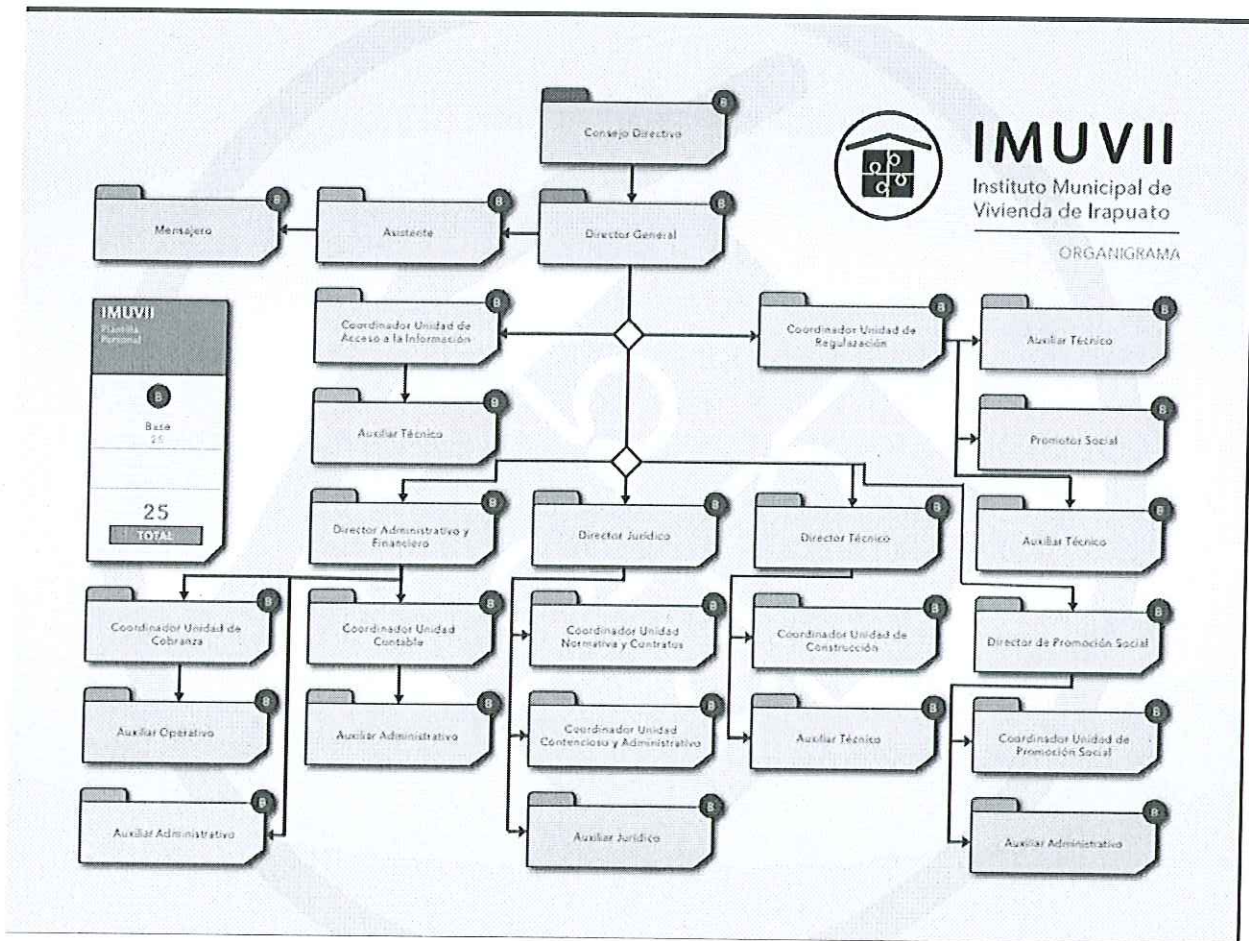 B
Consejo Directivo
IMUVII
Instituto Municipal de
Vivienda de Irapuato
ORGANIGRAMA
B
Mensajero
B
Asistente
B
Director General
IMUVII
Plantilla
Personal
B
Base
25
25
TOTAL
B
Coordinador Unidad de
Acceso a la Información
B
Coordinador Unidad de
Regulazación
B
Auxiliar Técnico
B
Auxiliar Técnico
B
Promotor Social
B
Director Administrativo y
Financiero
B
Director Jurídico
B
Director Técnico
B
Auxiliar Técnico
B
Coordinador Unidad de
Cobranza
B
Coordinador Unidad
Contable
B
Coordinador Unidad
Normativa y Contratos
B
Coordinador Unidad de
Construcción
B
Director de Promoción Social
B
Auxiliar Operativo
B
Auxiliar Administrativo
B
Coordinador Unidad
Contencioso y Administrativo
B
Auxiliar Técnico
B
Coordinador Unidad de
Promoción Social
B
Auxiliar Administrativo
B
Auxiliar Jurídico
B
Auxiliar Administrativo